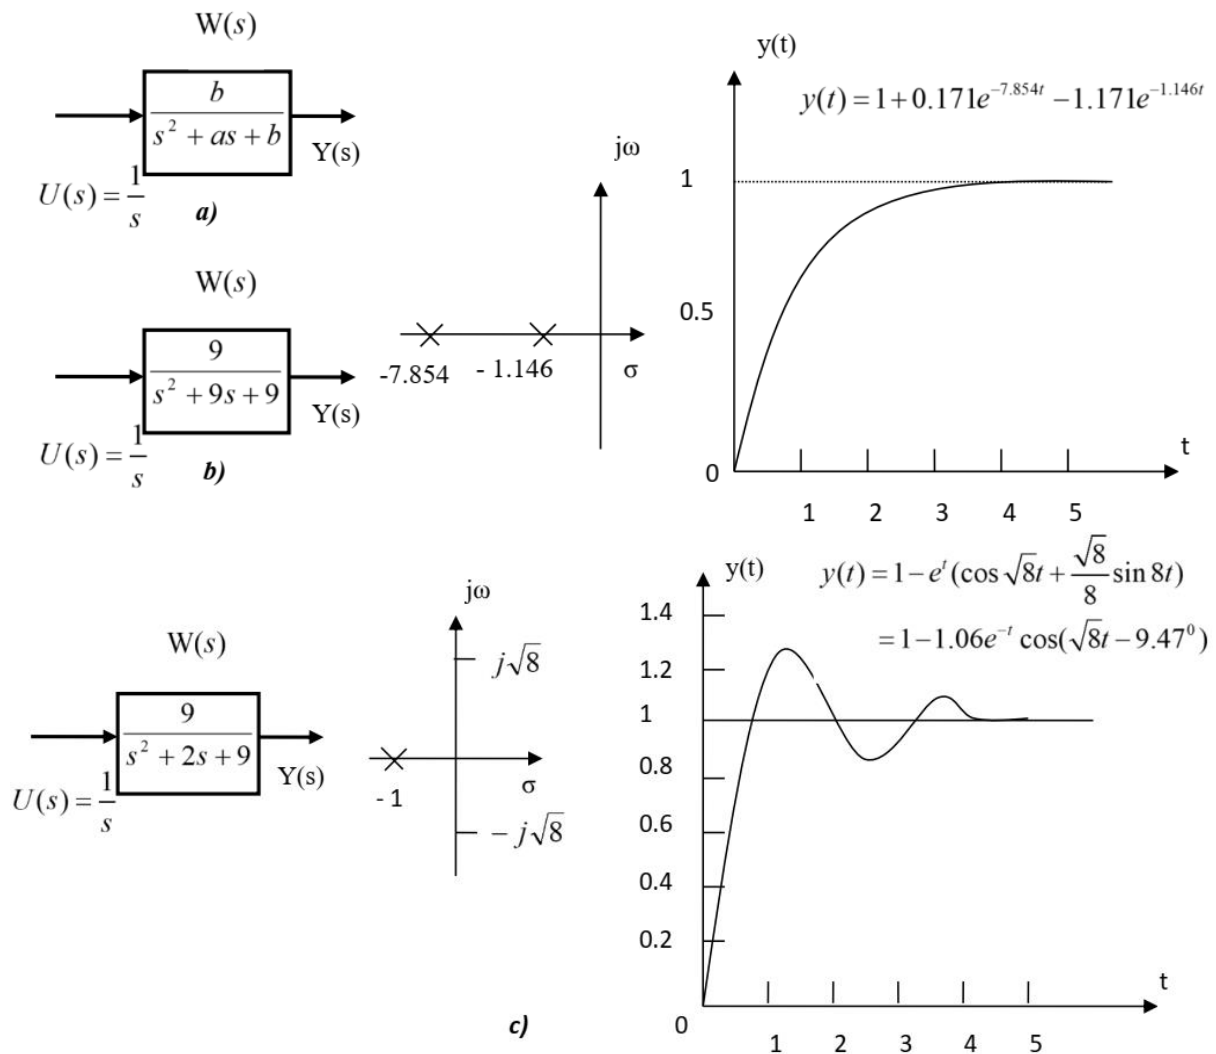 W(s)
b
s² + as + b
U(s) = 1/s
Y(s)
a)
W(s)
9
s² + 9s + 9
U(s) = 1/s
Y(s)
b)
jω
-7.854
- 1.146
σ
y(t)
y(t) = 1 + 0.171e^{-7.854t} - 1.171e^{-1.146t}
1
0.5
0
t
1 2 3 4 5
W(s)
9
s² + 2s + 9
U(s) = 1/s
Y(s)
jω
j√8
- 1
σ
- j√8
y(t)
y(t) = 1 - e^{t}(cos √8t + √8/8 sin 8t)
= 1 - 1.06e^{-t} cos(√8t - 9.47⁰)
1.4
1.2
1
0.8
0.6
0.4
0.2
0
t
1 2 3 4 5
c)